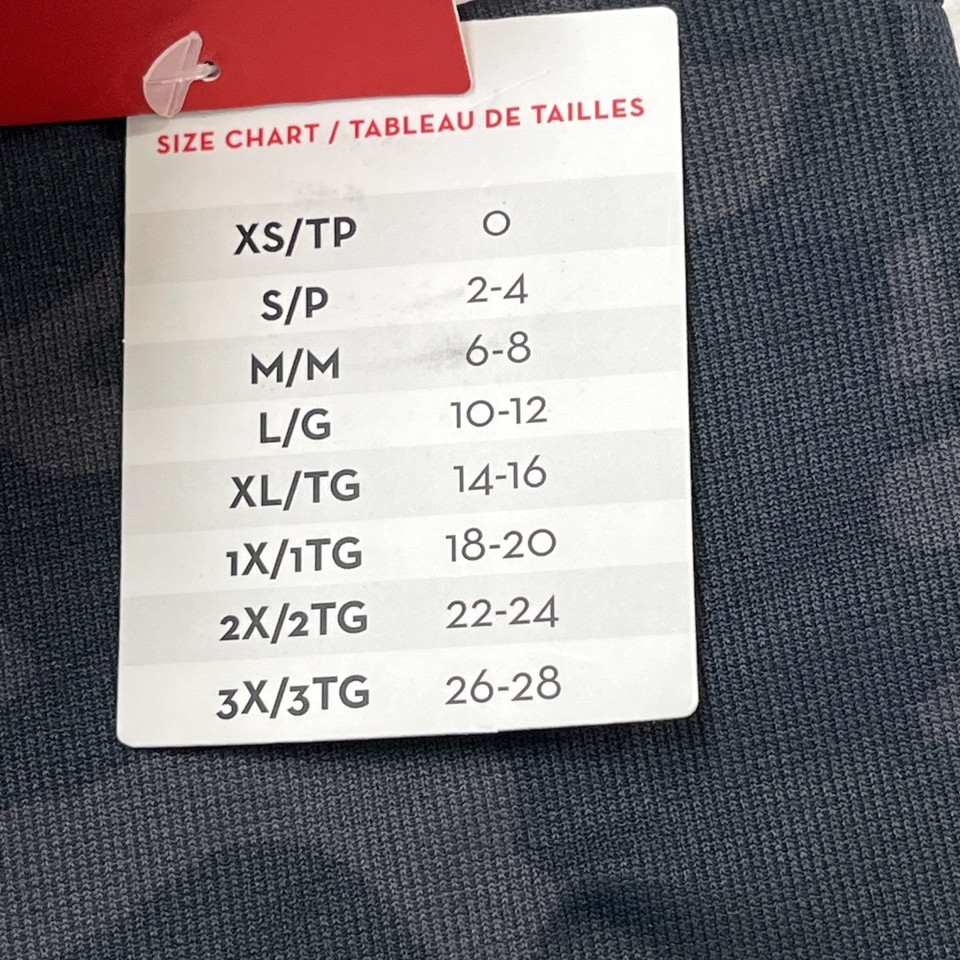 SIZE CHART / TABLEAU DE TAILLES
XS/TP 0
S/P 2-4
M/M 6-8
L/G 10-12
XL/TG 14-16
1X/1TG 18-20
2X/2TG 22-24
3X/3TG 26-28